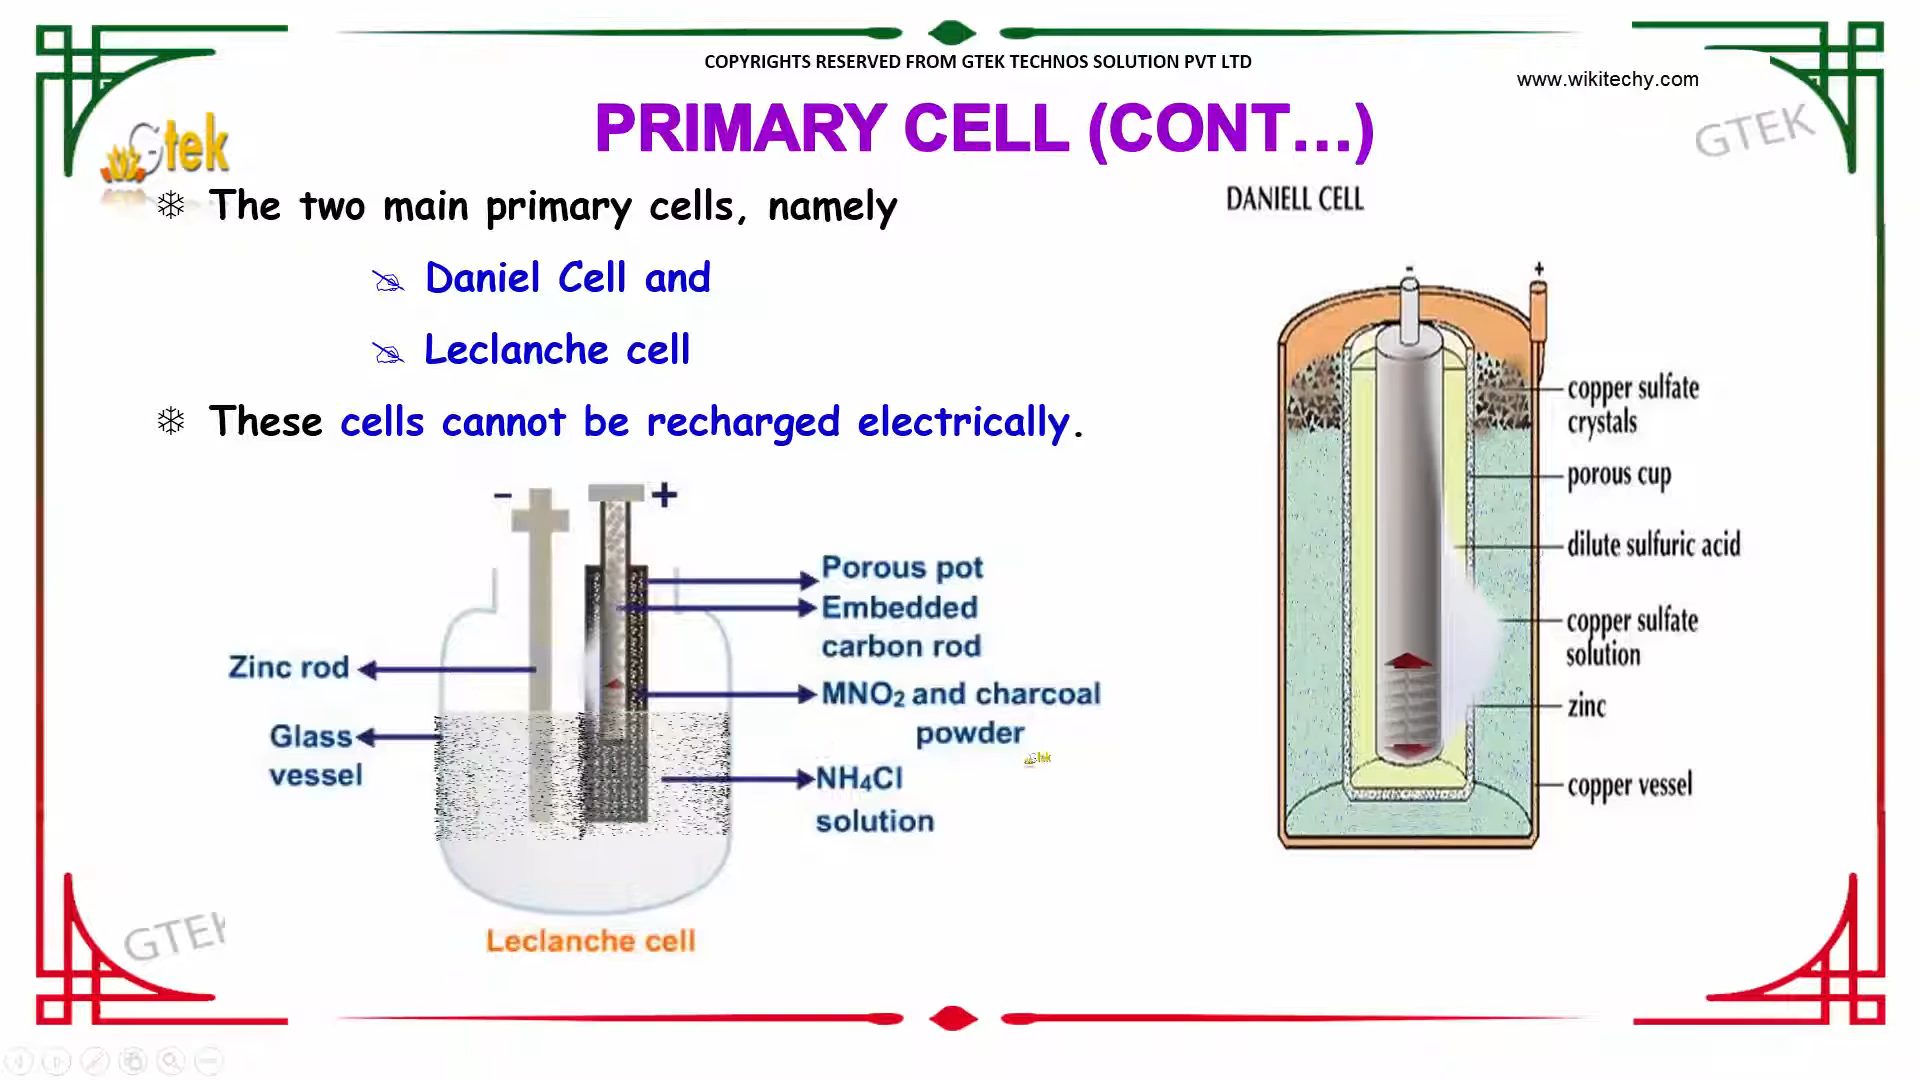 COPYRIGHTS RESERVED FROM GTEK TECHNOS SOLUTION PVT LTD
www.wikitechy.com
PRIMARY CELL (CONT...)
Gtek
GTEK
The two main primary cells, namely
Daniel Cell and
Leclanche cell
These cells cannot be recharged electrically.
- +
Porous pot
Embedded
carbon rod
Zinc rod
MNO₂ and charcoal
powder
Glass
vessel
NH₄Cl
solution
Leclanche cell
DANIELL CELL
- +
copper sulfate
crystals
porous cup
dilute sulfuric acid
copper sulfate
solution
zinc
copper vessel
GTEK